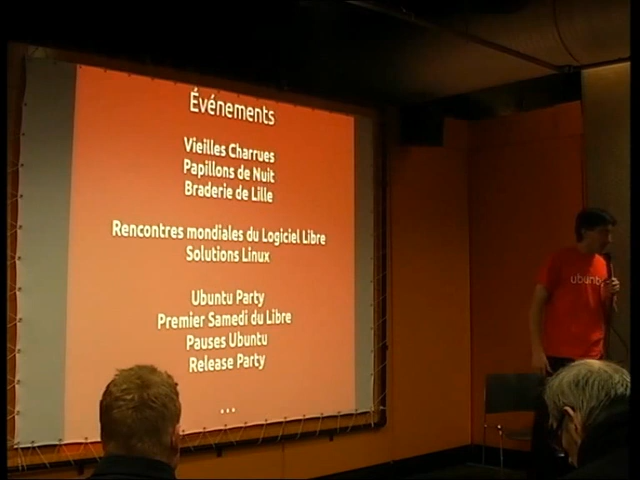 Événements
Vieilles Charrues
Papillons de Nuit
Braderie de Lille
Rencontres mondiales du Logiciel Libre
Solutions Linux
Ubuntu Party
Premier Samedi du Libre
Pauses Ubuntu
Release Party
...
ubuntu